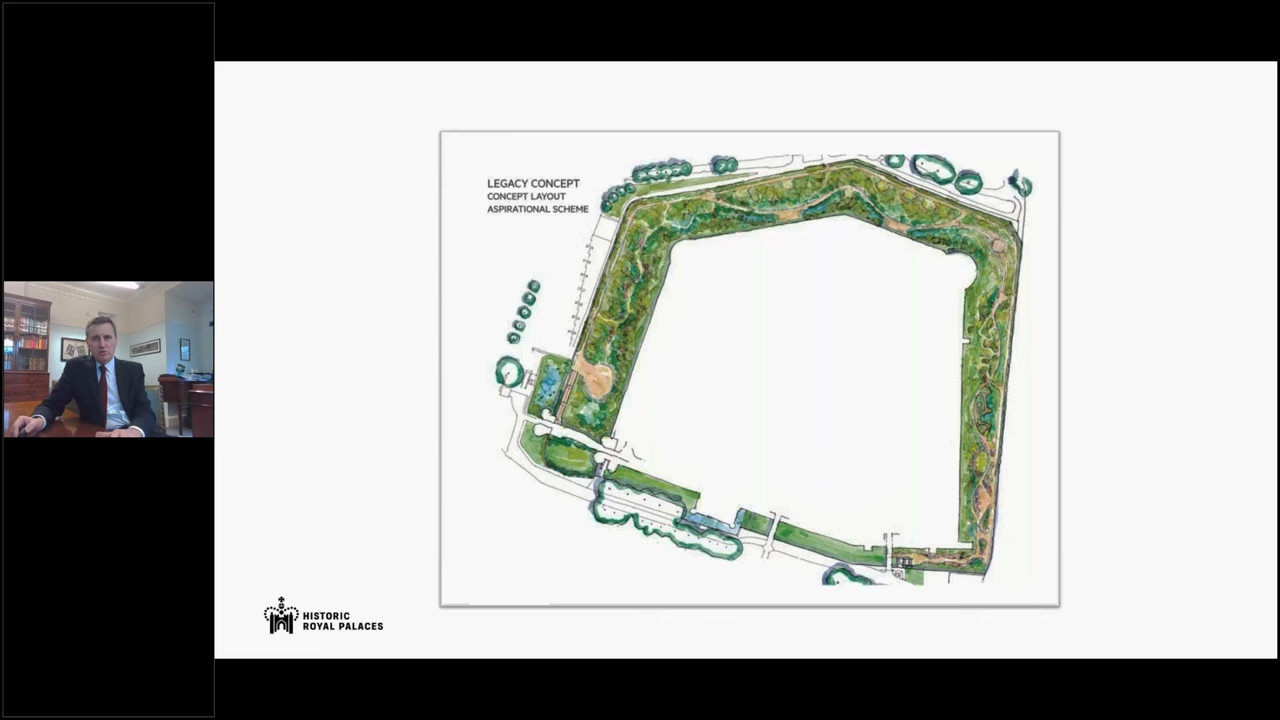 LEGACY CONCEPT
CONCEPT LAYOUT
ASPIRATIONAL SCHEME
HISTORIC
ROYAL PALACES